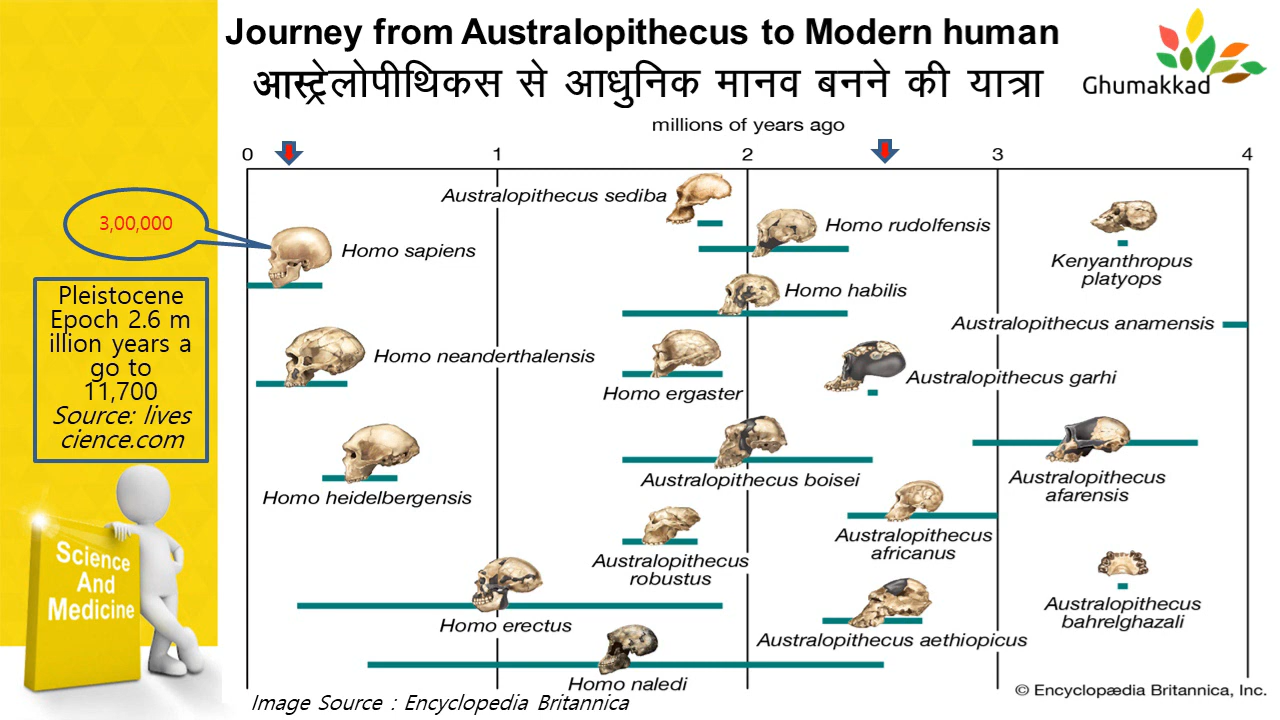 Journey from Australopithecus to Modern human
आस्ट्रेलोपीथिकस से आधुनिक मानव बनने की यात्रा
Ghumakkad
millions of years ago
0 1 2 3 4
Australopithecus sediba
Homo rudolfensis
3,00,000
Homo sapiens
Kenyanthropus
platyops
Pleistocene
Epoch 2.6 m
illion years a
go to
11,700
Source: lives
cience.com
Homo habilis
Australopithecus anamensis
Homo neanderthalensis
Homo ergaster
Australopithecus garhi
Homo heidelbergensis
Australopithecus boisei
Australopithecus
afarensis
Australopithecus
robustus
Australopithecus
africanus
Science
And
Medicine
Homo erectus
Australopithecus aethiopicus
Australopithecus
bahrelghazali
Homo naledi
© Encyclopædia Britannica, Inc.
Image Source : Encyclopedia Britannica